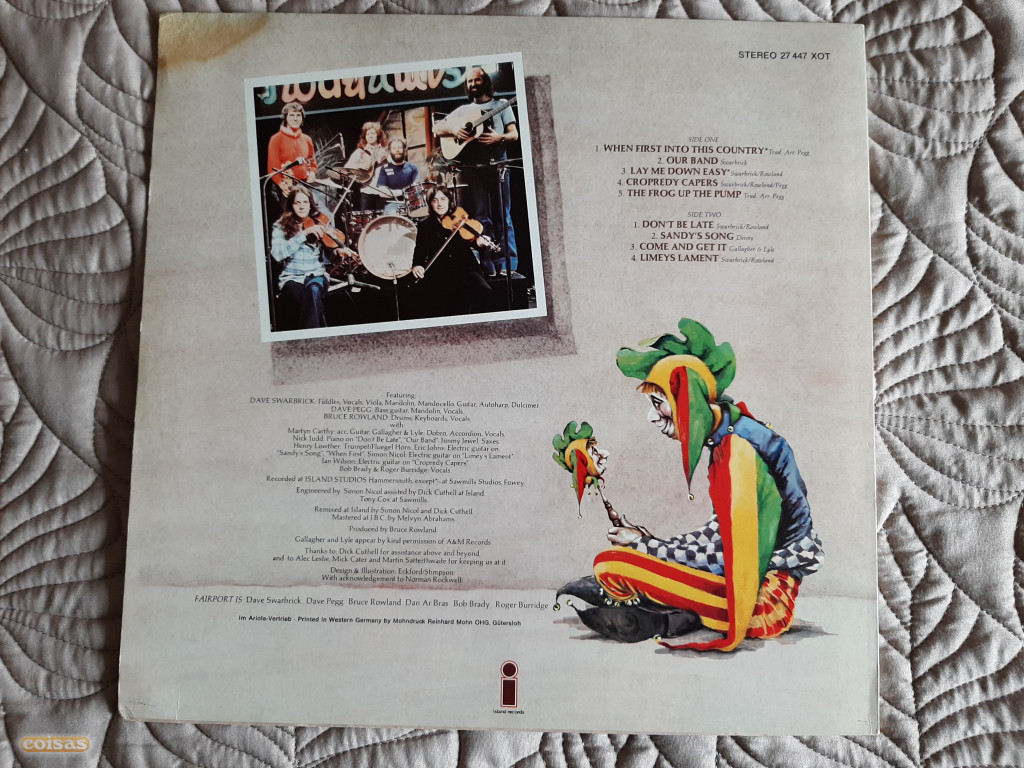 STEREO 27 447 XOT
SIDE ONE
1. WHEN FIRST INTO THIS COUNTRY* Trad. Arr. Pegg
2. OUR BAND Swarbrick
3. LAY ME DOWN EASY* Swarbrick/Rowland
4. CROPREDY CAPERS Swarbrick/Rowland/Pegg
5. THE FROG UP THE PUMP Trad. Arr. Pegg
SIDE TWO
1. DON'T BE LATE Swarbrick/Rowland
2. SANDY'S SONG Denny
3. COME AND GET IT Gallagher & Lyle
4. LIMEYS LAMENT Swarbrick/Rowland
Featuring:
DAVE SWARBRICK: Fiddles, Vocals, Viola, Mandolin, Mandocello, Guitar, Autoharp, Dulcimer.
DAVE PEGG: Bass guitar, Mandolin, Vocals.
BRUCE ROWLAND: Drums, Keyboards, Vocals
with:
Martyn Carthy: acc. Guitar. Gallagher & Lyle: Dobro, Accordion, Vocals.
Nick Judd: Piano on "Don't Be Late", "Our Band". Jimmy Jewel: Saxes.
Henry Lowther: Trumpet/Fluegel Horn. Eric Johns: Electric guitar on
"Sandy's Song", "When First". Simon Nicol: Electric guitar on "Limey's Lament".
Ian Wilson: Electric guitar on "Cropredy Capers"
Bob Brady & Roger Burridge: Vocals.
Recorded at ISLAND STUDIOS Hammersmith, except*–at Sawmills Studios, Fowey.
Engineered by Simon Nicol assisted by Dick Cuthell at Island.
Tony Cox at Sawmills.
Remixed at Island by Simon Nicol and Dick Cuthell
Mastered at J.B.C. by Melvyn Abrahams.
Produced by Bruce Rowland.
Gallagher and Lyle appear by kind permission of A&M Records
Thanks to: Dick Cuthell for assistance above and beyond,
and to Alec Leslie, Mick Cater and Martin Satterthwaite for keeping us at it.
Design & Illustration: Eckford/Stimpson
With acknowledgement to Norman Rockwell
FAIRPORT IS Dave Swarbrick Dave Pegg Bruce Rowland Dan Ar Bras Bob Brady Roger Burridge
Im Ariola-Vertrieb · Printed in Western Germany by Mohndruck Reinhard Mohn OHG, Gütersloh
island records
coisas